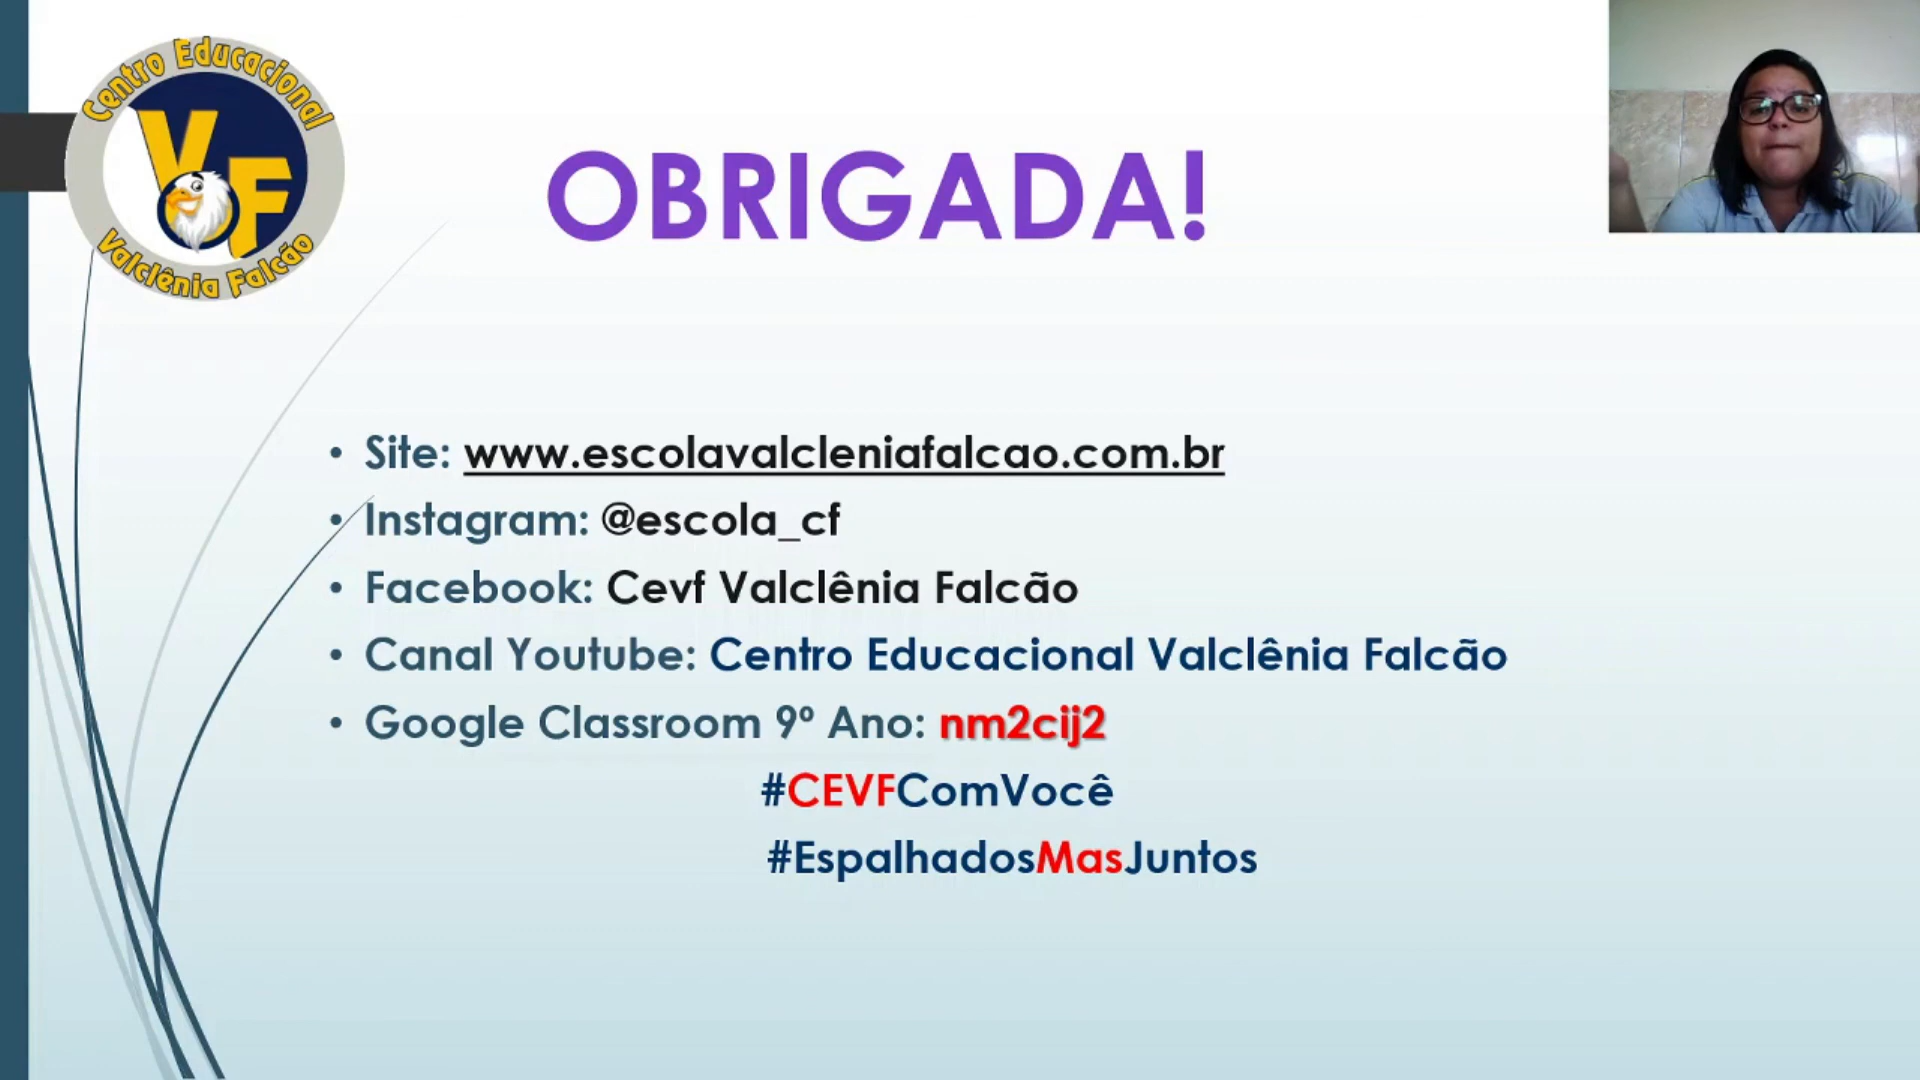 Centro Educacional
VF
Valclênia Falcão
OBRIGADA!
• Site: www.escolavalcleniafalcao.com.br
• Instagram: @escola_cf
• Facebook: Cevf Valclênia Falcão
• Canal Youtube: Centro Educacional Valclênia Falcão
• Google Classroom 9º Ano: nm2cij2
#CEVFComVocê
#EspalhadosMasJuntos